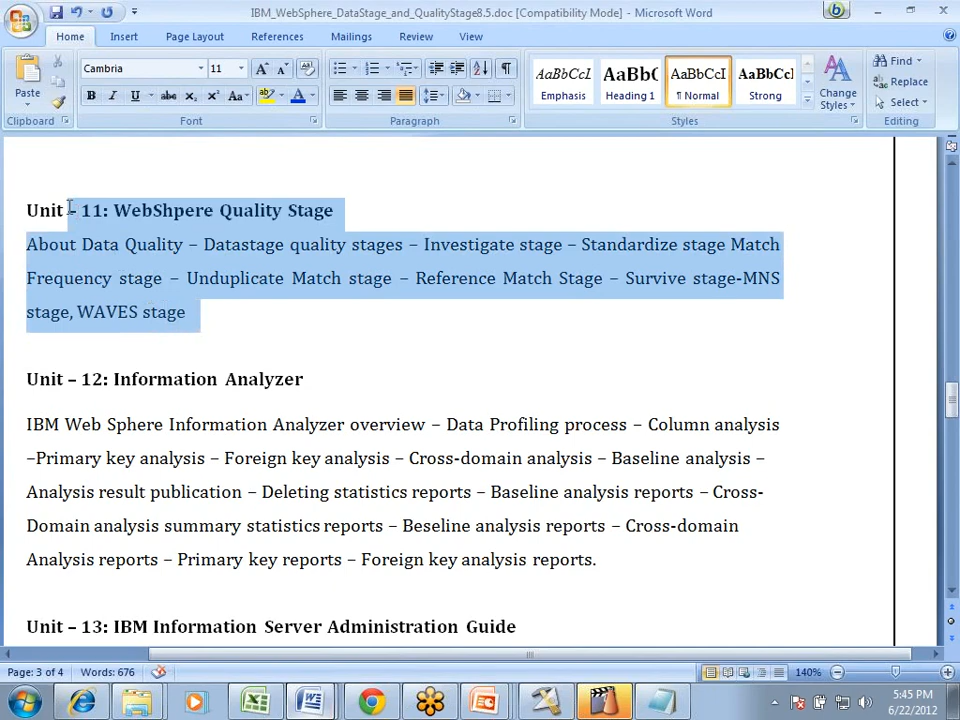 IBM_WebSphere_DataStage_and_QualityStage8.5.doc [Compatibility Mode] - Microsoft Word
Home Insert Page Layout References Mailings Review View
Paste
Cambria 11
AaBbCcI AaBbC AaBbCcI AaBbCc
Emphasis Heading 1 ¶ Normal Strong
Change Styles
Find
Replace
Select
Clipboard Font Paragraph Styles Editing
Unit – 11: WebShpere Quality Stage
About Data Quality – Datastage quality stages – Investigate stage – Standardize stage Match
Frequency stage – Unduplicate Match stage – Reference Match Stage – Survive stage-MNS
stage, WAVES stage
Unit – 12: Information Analyzer
IBM Web Sphere Information Analyzer overview – Data Profiling process – Column analysis
–Primary key analysis – Foreign key analysis – Cross-domain analysis – Baseline analysis –
Analysis result publication – Deleting statistics reports – Baseline analysis reports – Cross-
Domain analysis summary statistics reports – Beseline analysis reports – Cross-domain
Analysis reports – Primary key reports – Foreign key analysis reports.
Unit – 13: IBM Information Server Administration Guide
Page: 3 of 4 Words: 676 140%
5:45 PM
6/22/2012